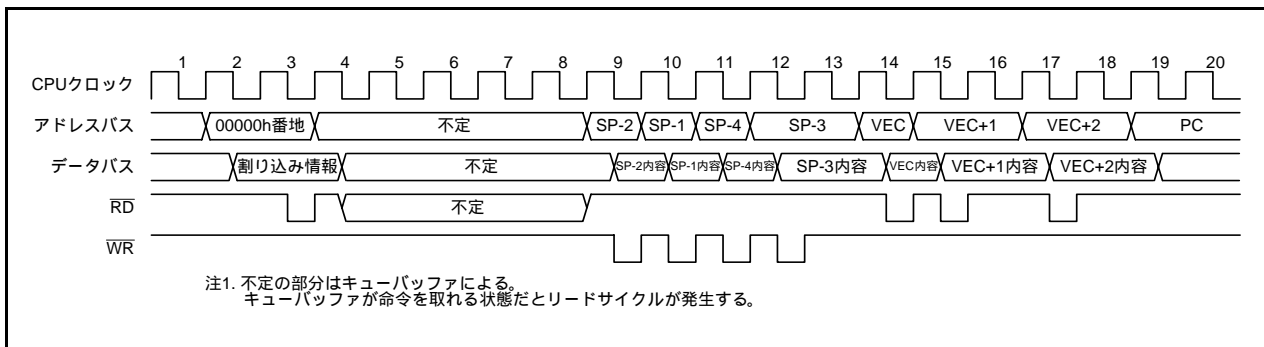 1 2 3 4 5 6 7 8 9 10 11 12 13 14 15 16 17 18 19 20
CPUクロック
アドレスバス 00000h番地 不定 SP-2 SP-1 SP-4 SP-3 VEC VEC+1 VEC+2 PC
データバス 割り込み情報 不定 SP-2内容 SP-1内容 SP-4内容 SP-3内容 VEC内容 VEC+1内容 VEC+2内容
RD 不定
WR
注1. 不定の部分はキューバッファによる。
キューバッファが命令を取れる状態だとリードサイクルが発生する。